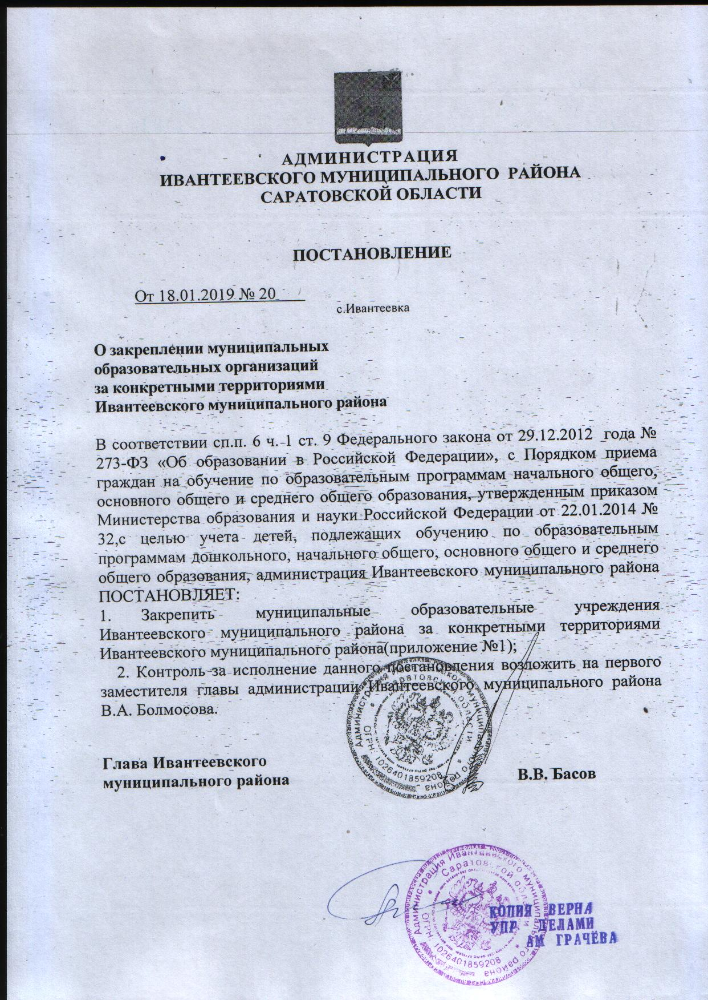 АДМИНИСТРАЦИЯ
ИВАНТЕЕВСКОГО МУНИЦИПАЛЬНОГО РАЙОНА
САРАТОВСКОЙ ОБЛАСТИ
ПОСТАНОВЛЕНИЕ
От 18.01.2019 № 20
с.Ивантеевка
О закреплении муниципальных
образовательных организаций
за конкретными территориями
Ивантеевского муниципального района
В соответствии сп.п. 6 ч. 1 ст. 9 Федерального закона от 29.12.2012 года №
273-ФЗ «Об образовании в Российской Федерации», с Порядком приема
граждан на обучение по образовательным программам начального общего,
основного общего и среднего общего образования, утвержденным приказом
Министерства образования и науки Российской Федерации от 22.01.2014 №
32,с целью учета детей, подлежащих обучению по образовательным
программам дошкольного, начального общего, основного общего и среднего
общего образования, администрация Ивантеевского муниципального района
ПОСТАНОВЛЯЕТ:
1. Закрепить муниципальные образовательные учреждения
Ивантеевского муниципального района за конкретными территориями
Ивантеевского муниципального района(приложение №1);
2. Контроль за исполнение данного постановления возложить на первого
заместителя главы администрации Ивантеевского муниципального района
В.А. Болмосова.
Глава Ивантеевского
муниципального района
В.В. Басов
Администрация Ивантеевского муниципального района
Саратовской области
ОГРН: 1026401859208
Администрация Ивантеевского муниципального района
Саратовской области
ОГРН: 1026401859208
КОПИЯ ВЕРНА
УПР. ДЕЛАМИ
АМ ГРАЧЁВА